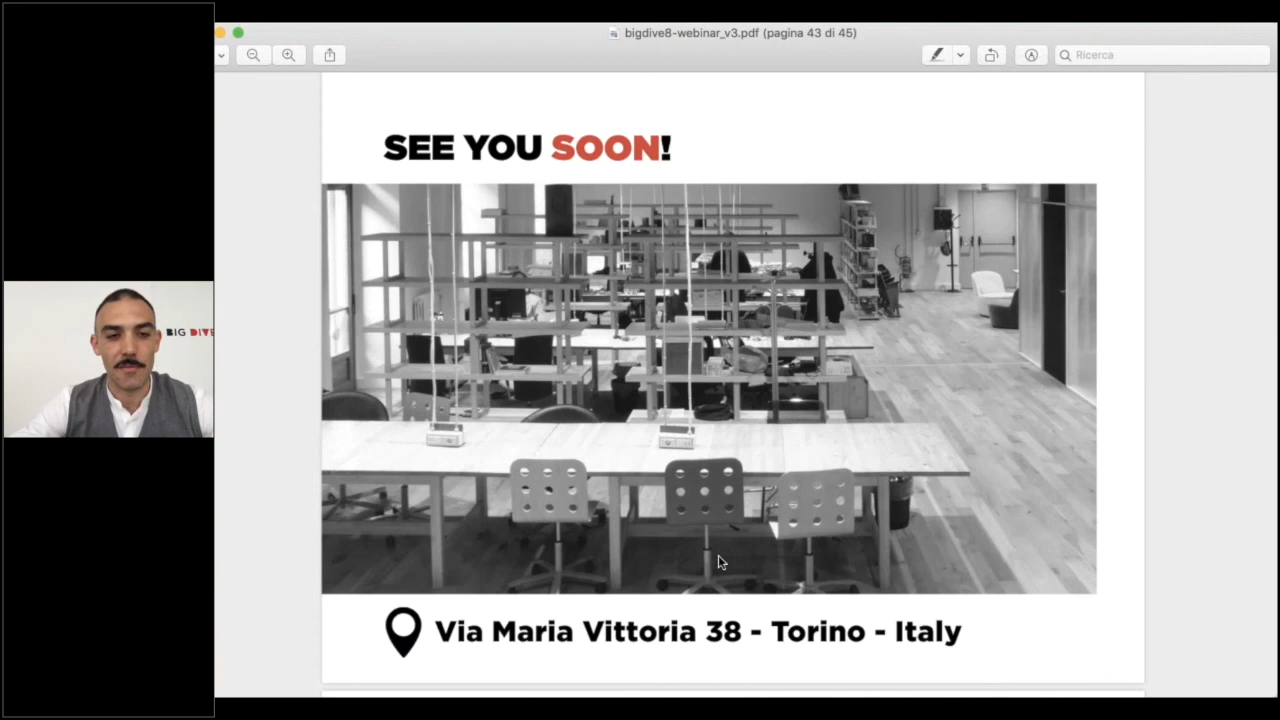 bigdive8-webinar_v3.pdf (pagina 43 di 45)
Ricerca
SEE YOU SOON!
BIG DIVE
Via Maria Vittoria 38 - Torino - Italy